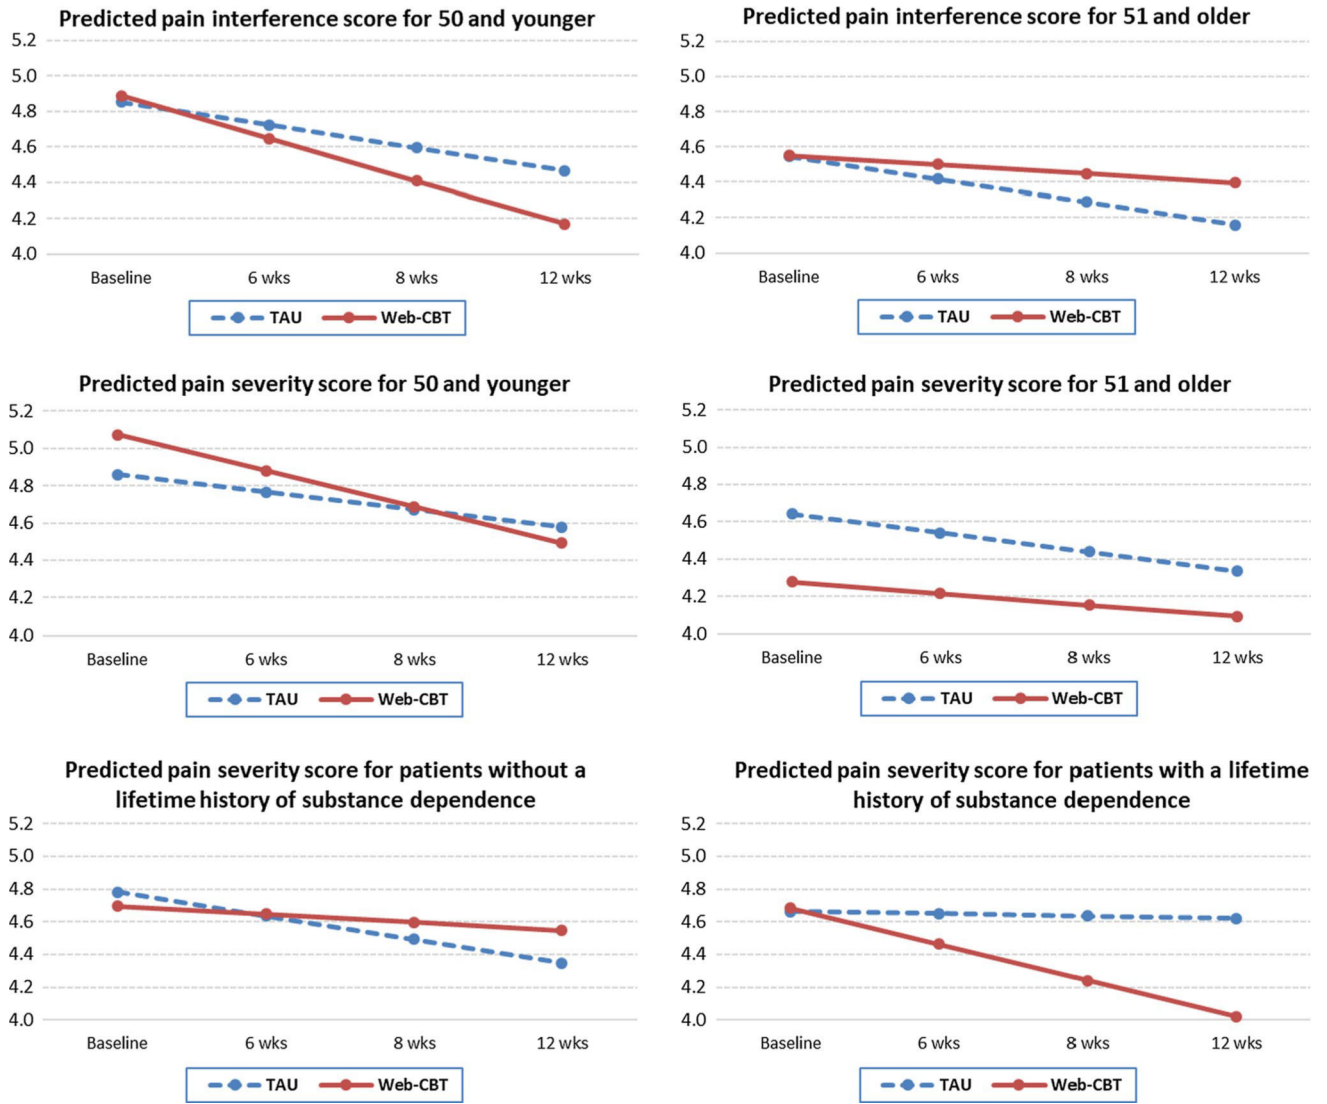 Predicted pain interference score for 50 and younger
5.2
5.0
4.8
4.6
4.4
4.2
4.0
Baseline 6 wks 8 wks 12 wks
TAU Web-CBT
Predicted pain interference score for 51 and older
5.2
5.0
4.8
4.6
4.4
4.2
4.0
Baseline 6 wks 8 wks 12 wks
TAU Web-CBT
Predicted pain severity score for 50 and younger
5.2
5.0
4.8
4.6
4.4
4.2
4.0
Baseline 6 wks 8 wks 12 wks
TAU Web-CBT
Predicted pain severity score for 51 and older
5.2
5.0
4.8
4.6
4.4
4.2
4.0
Baseline 6 wks 8 wks 12 wks
TAU Web-CBT
Predicted pain severity score for patients without a
lifetime history of substance dependence
5.2
5.0
4.8
4.6
4.4
4.2
4.0
Baseline 6 wks 8 wks 12 wks
TAU Web-CBT
Predicted pain severity score for patients with a lifetime
history of substance dependence
5.2
5.0
4.8
4.6
4.4
4.2
4.0
Baseline 6 wks 8 wks 12 wks
TAU Web-CBT